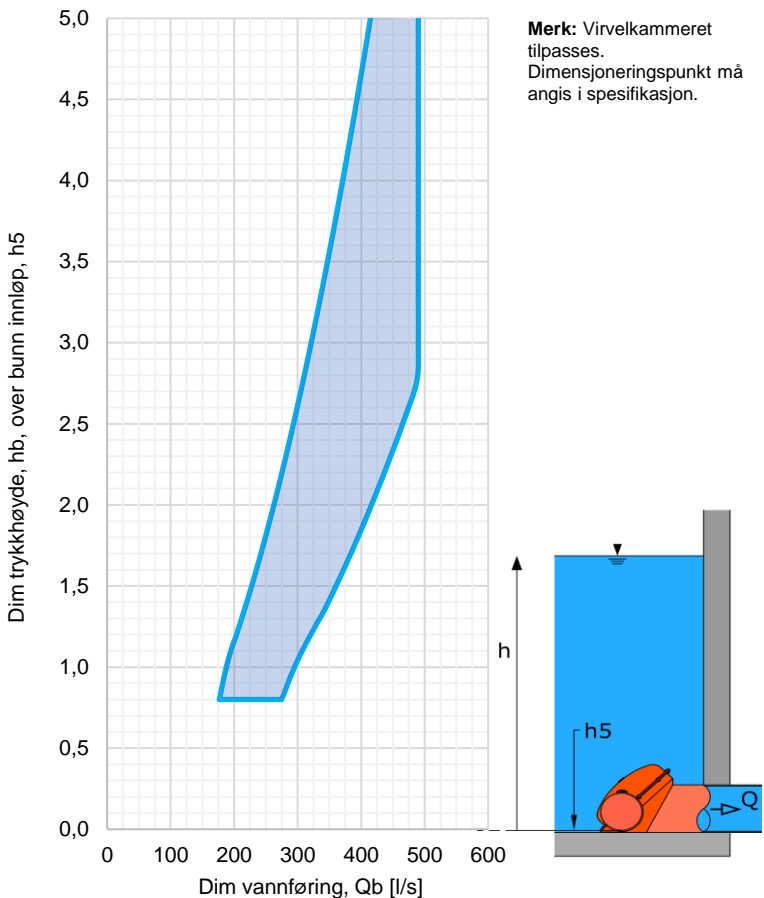 5,0
4,5
4,0
3,5
3,0
2,5
2,0
1,5
1,0
0,5
0,0
Dim trykkhøyde, hb, over bunn innløp, h5
0 100 200 300 400 500 600
Dim vannføring, Qb [l/s]
Merk: Virvelkammeret
tilpasses.
Dimensjoneringspunkt må
angis i spesifikasjon.
h
h5
Q